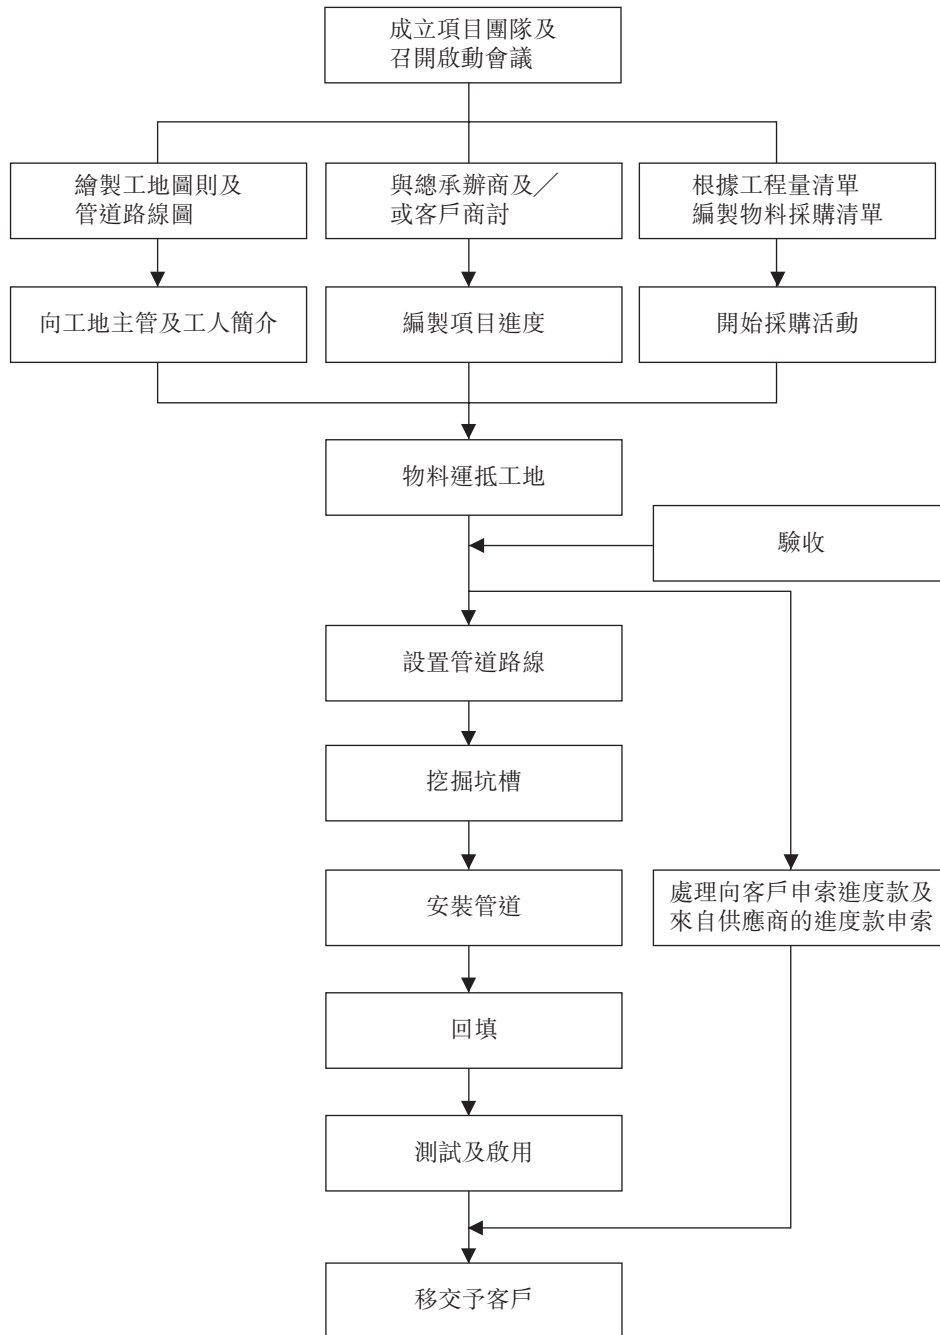 成立項目團隊及
召開啟動會議
繪製工地圖則及
管道路線圖
與總承辦商及／
或客戶商討
根據工程量清單
編製物料採購清單
向工地主管及工人簡介
編製項目進度
開始採購活動
物料運抵工地
驗收
設置管道路線
挖掘坑槽
安裝管道
處理向客戶申索進度款及
來自供應商的進度款申索
回填
測試及啟用
移交予客戶